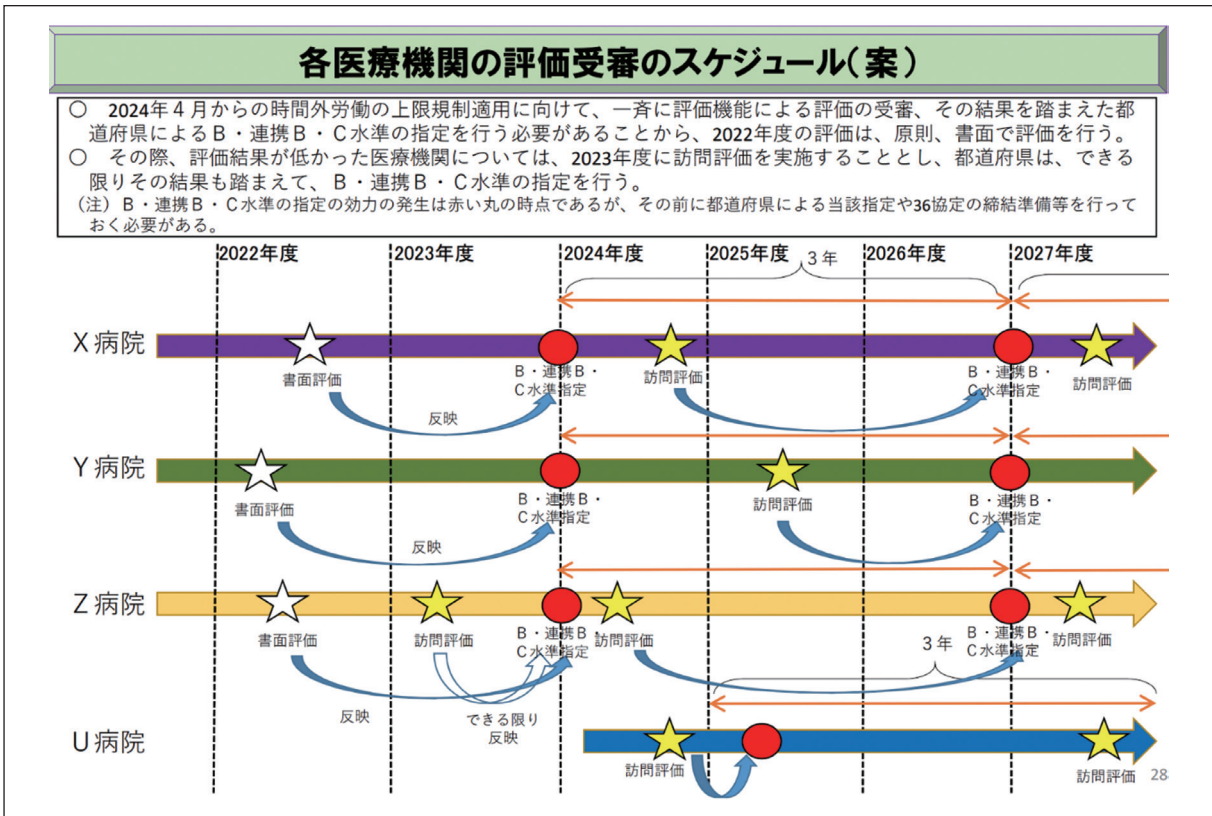 各医療機関の評価受審のスケジュール（案）
○ 2024年４月からの時間外労働の上限規制適用に向けて、一斉に評価機能による評価の受審、その結果を踏まえた都
道府県によるＢ・連携Ｂ・Ｃ水準の指定を行う必要があることから、2022年度の評価は、原則、書面で評価を行う。
○ その際、評価結果が低かった医療機関については、2023年度に訪問評価を実施することとし、都道府県は、できる
限りその結果も踏まえて、Ｂ・連携Ｂ・Ｃ水準の指定を行う。
（注）Ｂ・連携Ｂ・Ｃ水準の指定の効力の発生は赤い丸の時点であるが、その前に都道府県による当該指定や36協定の締結準備等を行って
おく必要がある。
2022年度 2023年度 2024年度 2025年度 2026年度 2027年度
３年
Ｘ病院
書面評価
反映
Ｂ・連携Ｂ・
Ｃ水準指定
訪問評価
Ｂ・連携Ｂ・
Ｃ水準指定
訪問評価
Ｙ病院
書面評価
反映
Ｂ・連携Ｂ・
Ｃ水準指定
訪問評価
Ｂ・連携Ｂ・
Ｃ水準指定
Ｚ病院
書面評価
反映
訪問評価
できる限り
反映
Ｂ・連携Ｂ・
Ｃ水準指定
訪問評価
Ｂ・連携Ｂ・
Ｃ水準指定
訪問評価
３年
Ｕ病院
訪問評価
訪問評価
28